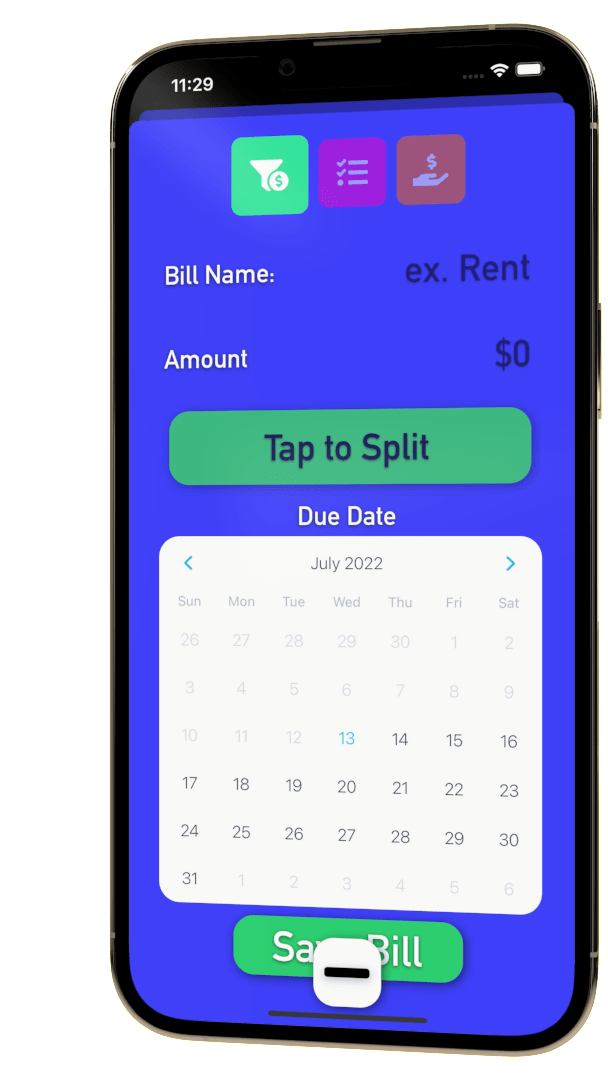 11:29
$
$
Bill Name: ex. Rent
Amount $0
Tap to Split
Due Date
July 2022
Sun Mon Tue Wed Thu Fri Sat
26 27 28 29 30 1 2
3 4 5 6 7 8 9
10 11 12 13 14 15 16
17 18 19 20 21 22 23
24 25 26 27 28 29 30
31 1 2 3 4 5 6
Save Bill